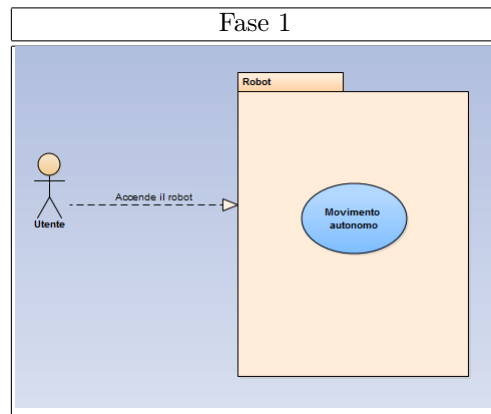 Fase 1
Robot
Accende il robot
Utente
Movimento
autonomo